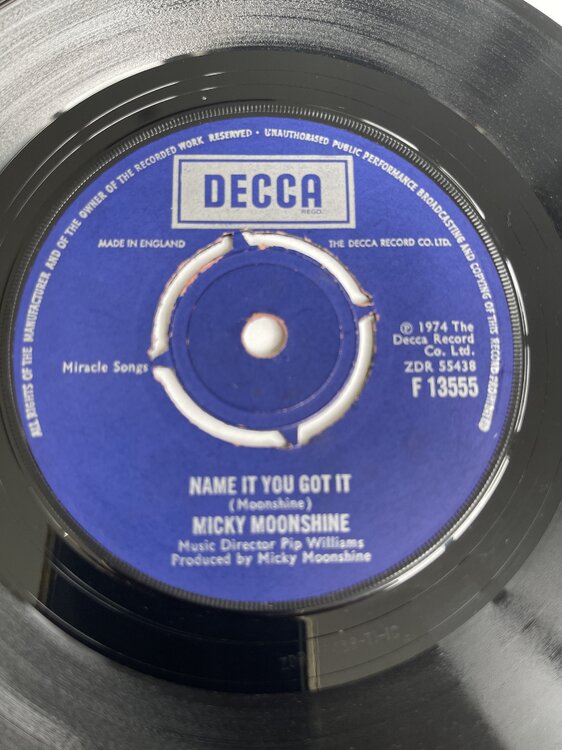 ALL RIGHTS OF THE MANUFACTURER AND OF THE OWNER OF THE RECORDED WORK RESERVED · UNAUTHORISED PUBLIC PERFORMANCE BROADCASTING AND COPYING OF THIS RECORD PROHIBITED
DECCA
REGD.
MADE IN ENGLAND
THE DECCA RECORD CO. LTD.
℗ 1974 The
Decca Record
Co. Ltd.
Miracle Songs
ZDR 55438
F 13555
NAME IT YOU GOT IT
(Moonshine)
MICKY MOONSHINE
Music Director Pip Williams
Produced by Micky Moonshine